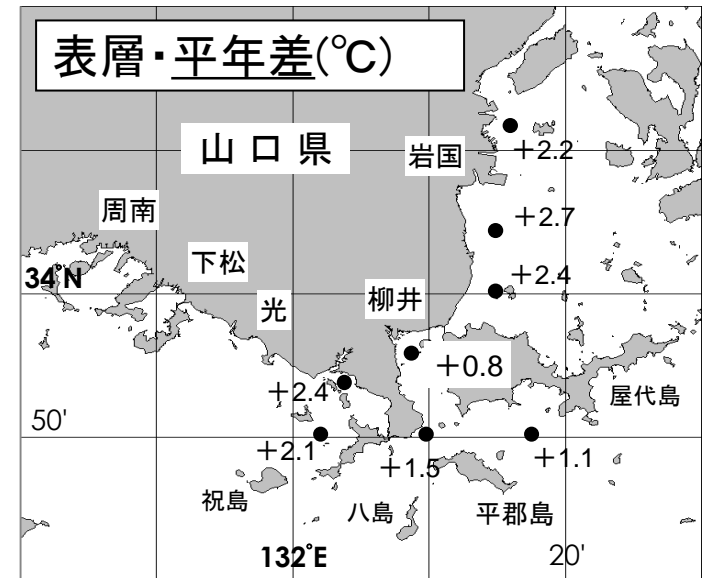 表層・平年差(℃)
山口県
岩国
+2.2
周南
+2.7
下松
34°N
+2.4
光
柳井
+0.8
+2.4
屋代島
50'
+2.1
+1.5
+1.1
祝島
八島
平郡島
132°E
20'